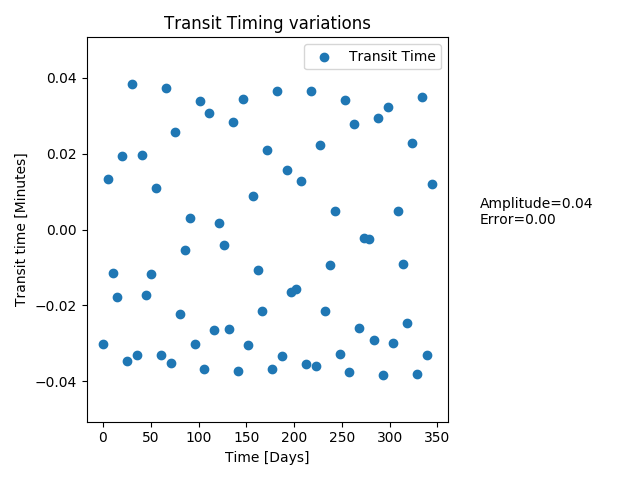 Transit Timing variations
Transit Time
0.04
0.02
0.00
−0.02
−0.04
Transit time [Minutes]
0 50 100 150 200 250 300 350
Time [Days]
Amplitude=0.04
Error=0.00